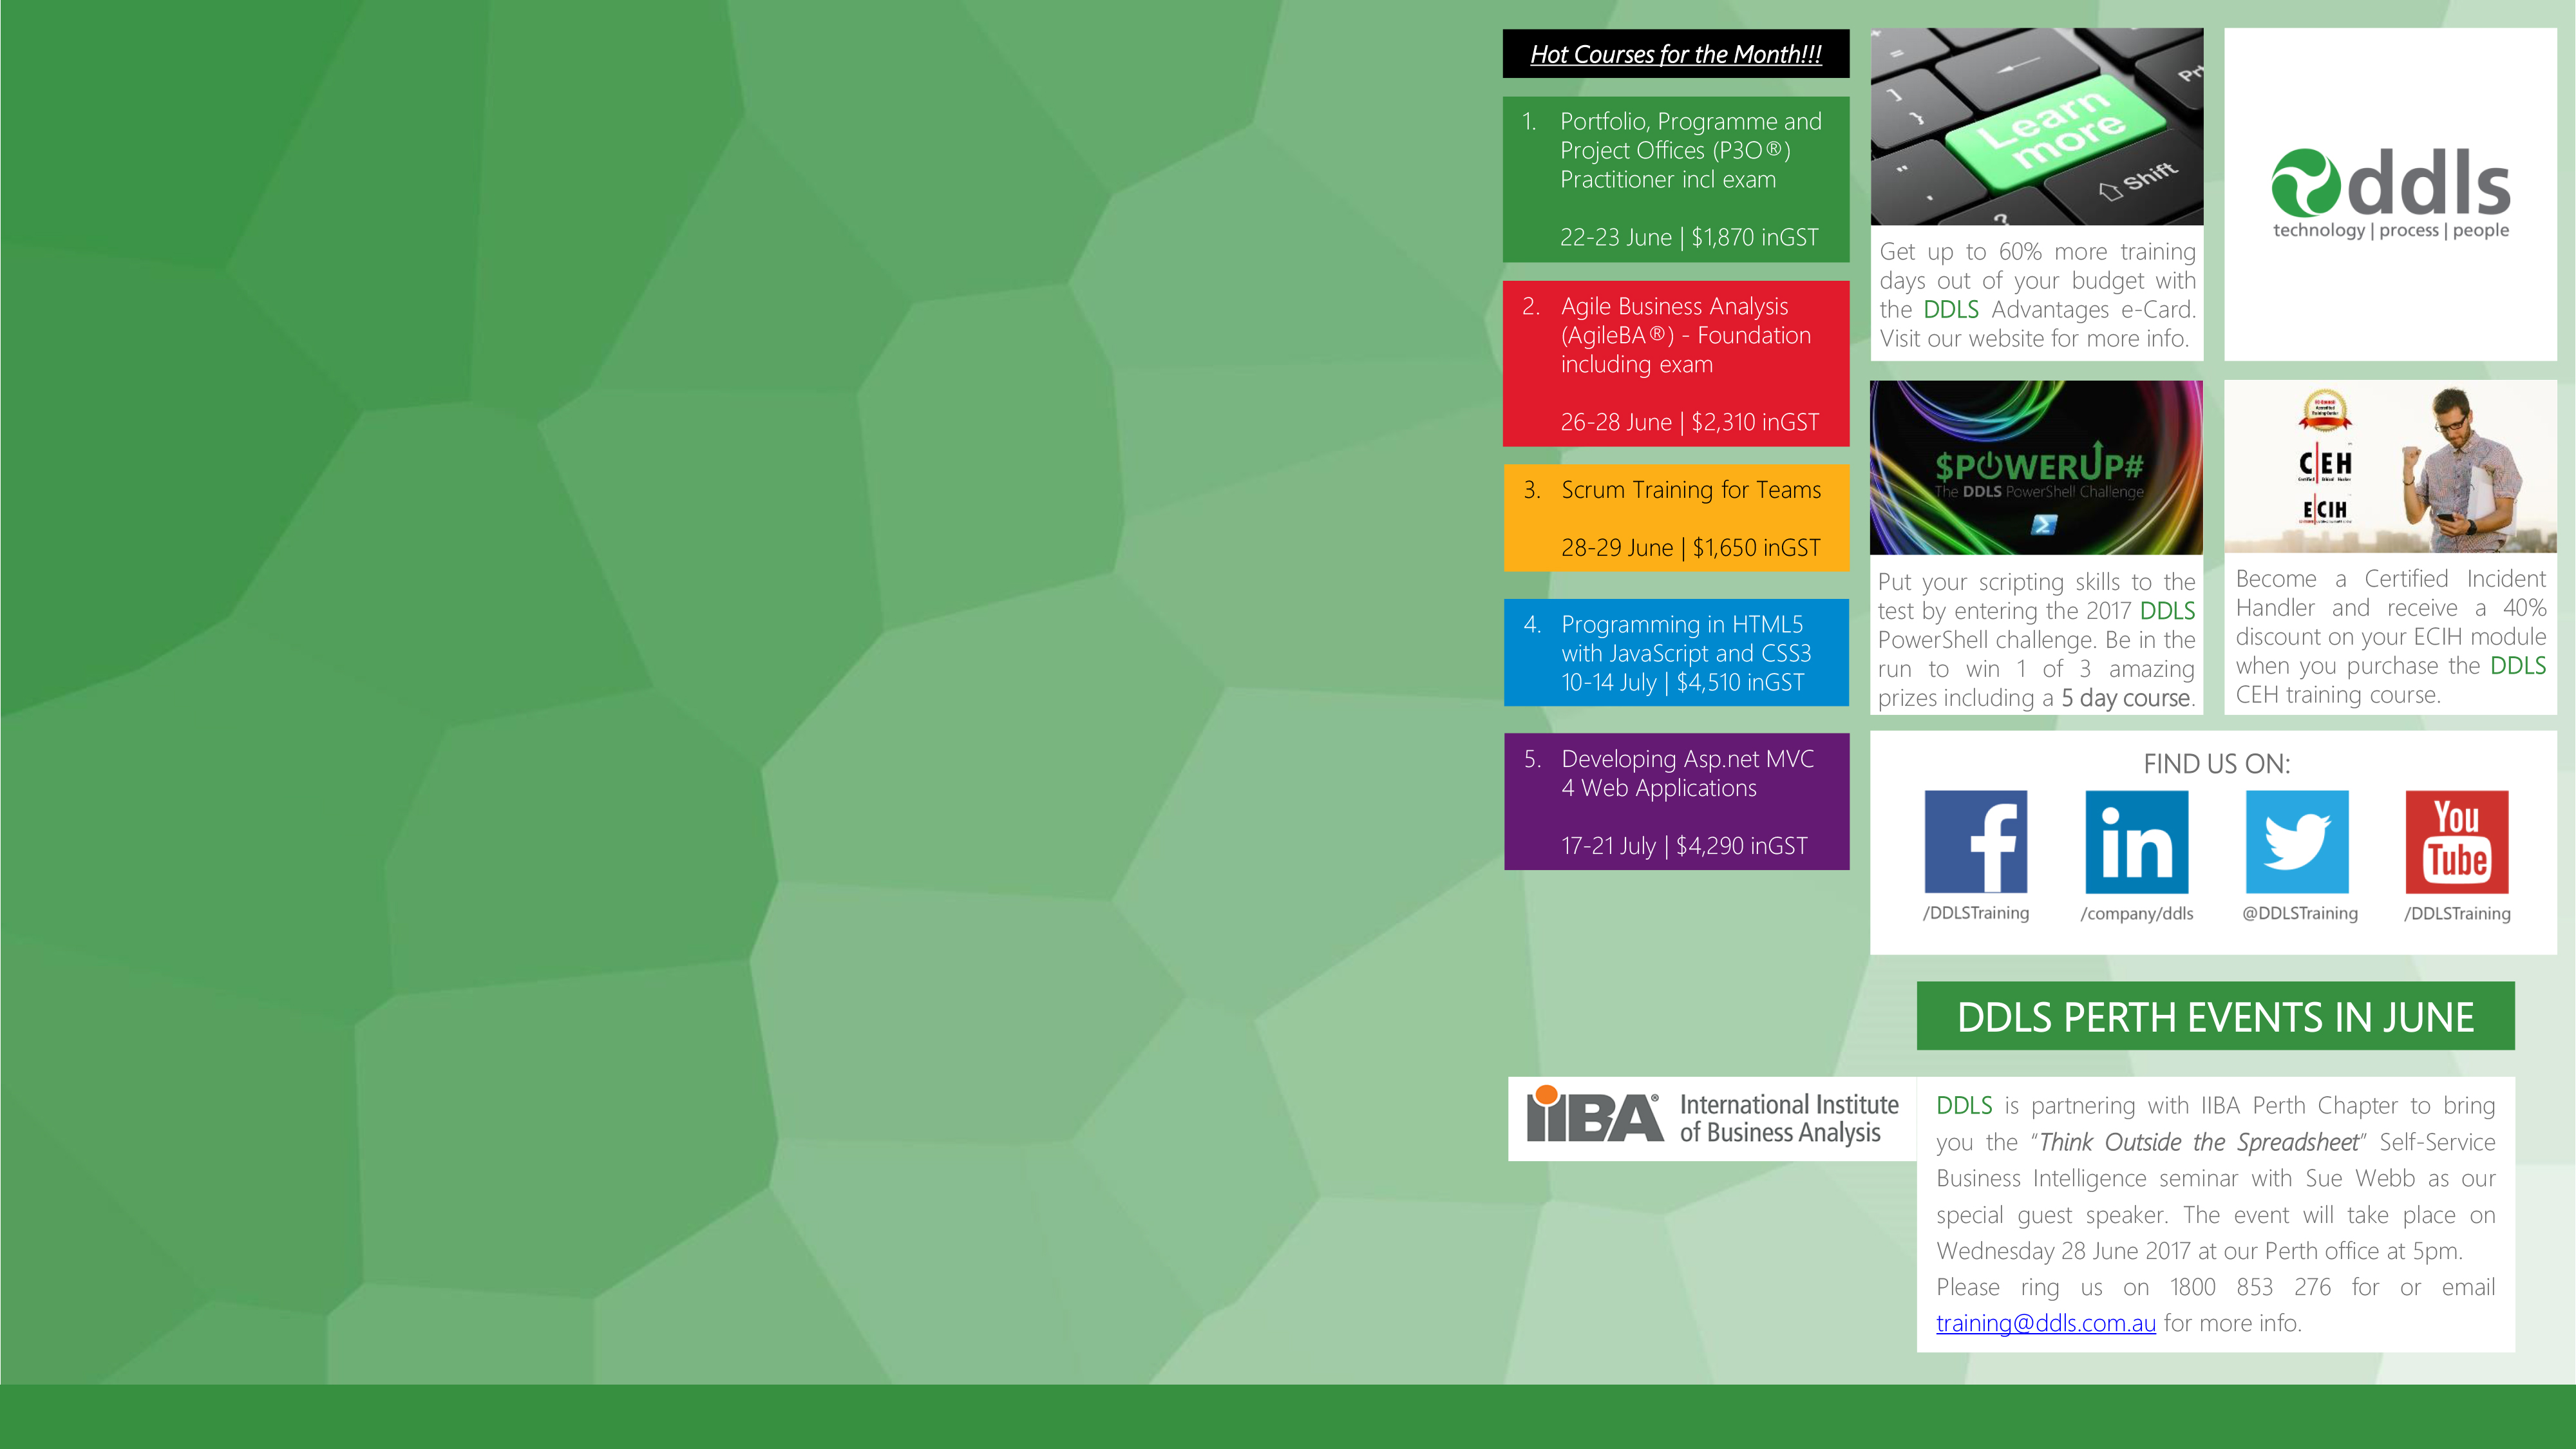 Hot Courses for the Month!!!
1. Portfolio, Programme and
Project Offices (P3O®)
Practitioner incl exam
22-23 June | $1,870 inGST
2. Agile Business Analysis
(AgileBA®) - Foundation
including exam
26-28 June | $2,310 inGST
3. Scrum Training for Teams
28-29 June | $1,650 inGST
4. Programming in HTML5
with JavaScript and CSS3
10-14 July | $4,510 inGST
5. Developing Asp.net MVC
4 Web Applications
17-21 July | $4,290 inGST
Learn
more
Shift
Get up to 60% more training
days out of your budget with
the DDLS Advantages e-Card.
Visit our website for more info.
ddls
technology | process | people
$POWERUP#
The DDLS PowerShell Challenge
Put your scripting skills to the
test by entering the 2017 DDLS
PowerShell challenge. Be in the
run to win 1 of 3 amazing
prizes including a 5 day course.
C|EH
Certified Ethical Hacker
E|CIH
Become a Certified Incident
Handler and receive a 40%
discount on your ECIH module
when you purchase the DDLS
CEH training course.
FIND US ON:
f
in
You
Tube
/DDLSTraining
/company/ddls
@DDLSTraining
/DDLSTraining
DDLS PERTH EVENTS IN JUNE
iiBA® International Institute
of Business Analysis
DDLS is partnering with IIBA Perth Chapter to bring
you the “Think Outside the Spreadsheet” Self-Service
Business Intelligence seminar with Sue Webb as our
special guest speaker. The event will take place on
Wednesday 28 June 2017 at our Perth office at 5pm.
Please ring us on 1800 853 276 for or email
training@ddls.com.au for more info.